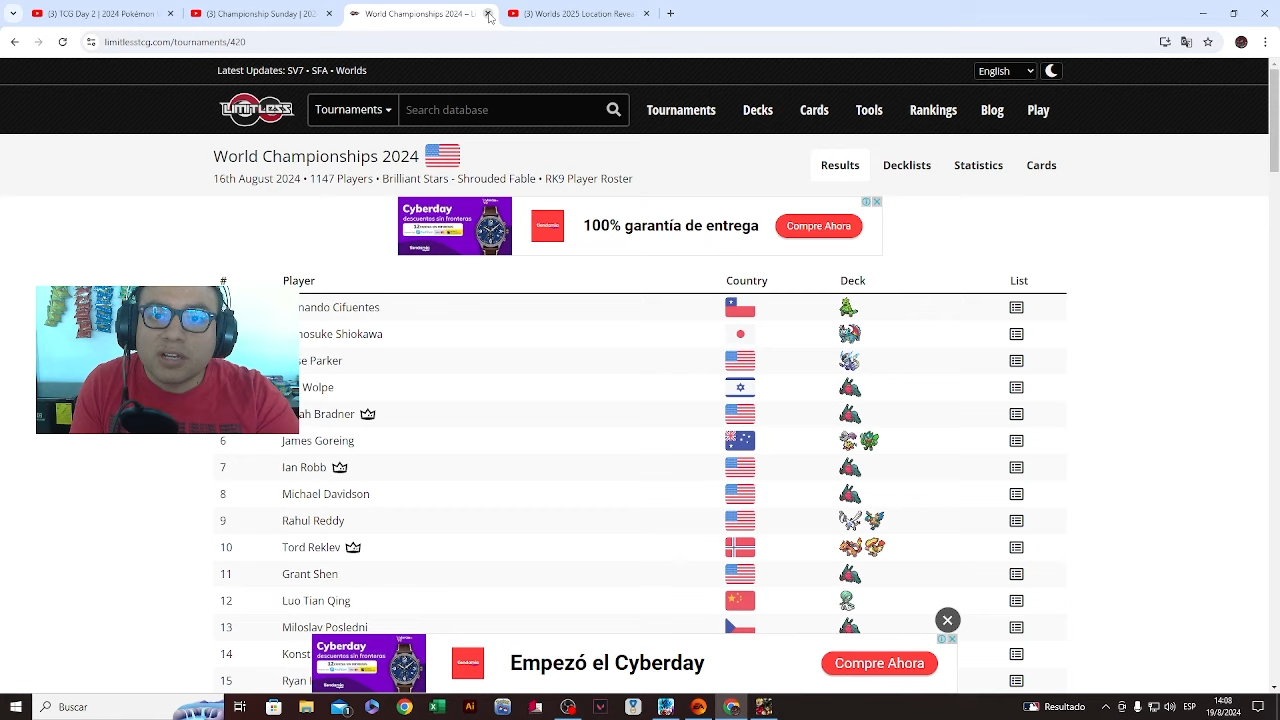 (3) TCG Day 2 | 2024 Pokémon
(3) TCG Championship Sunday | 202
World Championships 2024 – Li
(3) Worlds 2025 Location Revea
limitlesstcg.com/tournaments/420
Latest Updates: SV7 - SFA - Worlds
English
LIMITLESS
Tournaments
Search database
Tournaments
Decks
Cards
Tools
Rankings
Blog
Play
World Championships 2024
16th August 2024 • 1147 Players • Brilliant Stars - Shrouded Fable • RK9 Player Roster
Results
Decklists
Statistics
Cards
Cyberday
descuentos sin fronteras
100% garantía de entrega
Compre Ahora
# Player Country Deck List
nando Cifuentes
nosuke Shiokawa
se Parker
Wolpe
ah Bradner
6 James Goreing
7 Ian Robb
8 Davidson
9 Rahul Reddy
10 Tord Reklev
11 Grant Shen
12 Luo Tian Qing
13 Miloslav Posledni
14 Konst
15 Ryan
Cyberday
descuentos sin fronteras
Empezó el Cyberday
Compre Ahora
Buscar
Resultado
ESP
14:08
19/8/2024